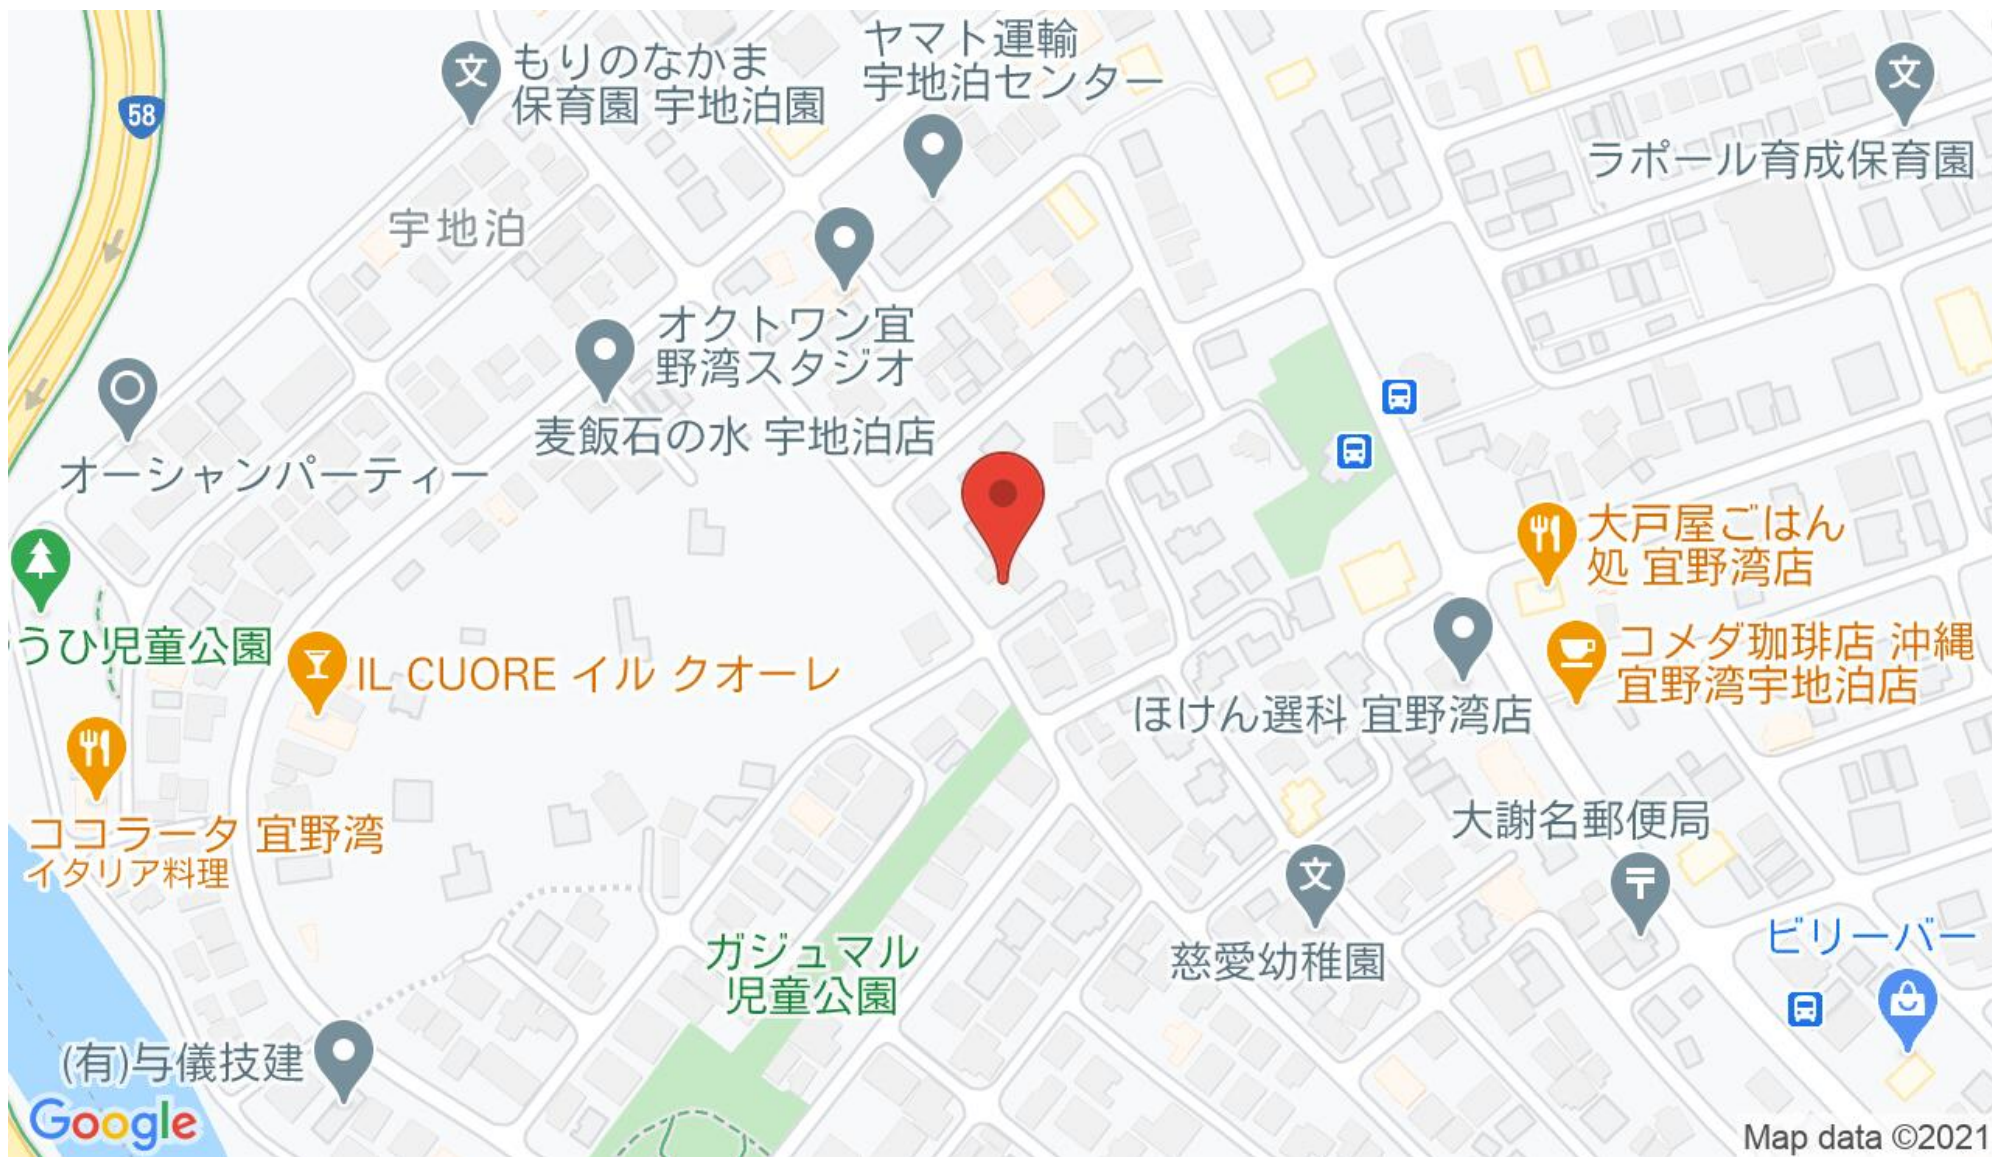 58
もりのなかま
保育園 宇地泊園
ヤマト運輸
宇地泊センター
文
文
ラポール育成保育園
宇地泊
オクトワン宜
野湾スタジオ
麦飯石の水 宇地泊店
オーシャンパーティー
大戸屋ごはん
処 宜野湾店
うひ児童公園
IL CUORE イル クオーレ
コメダ珈琲店 沖縄
宜野湾宇地泊店
ほけん選科 宜野湾店
ココラータ 宜野湾
イタリア料理
大謝名郵便局
文
〒
慈愛幼稚園
ガジュマル
児童公園
ビリーバー
(有)与儀技建
Google
Map data ©2021